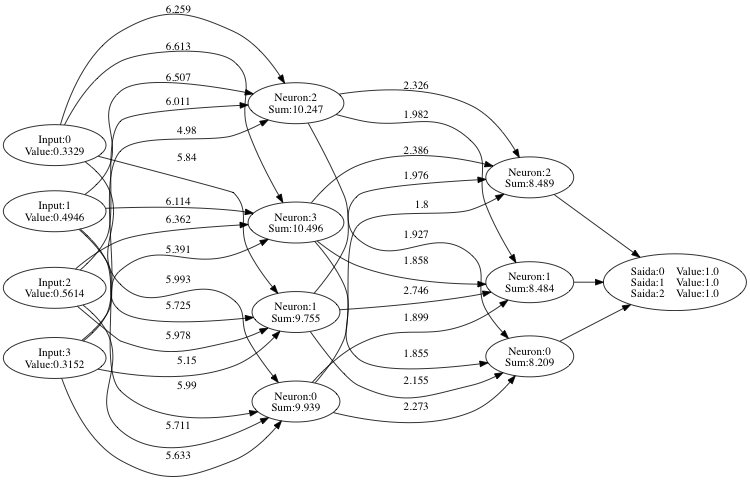 6.259
6.613
6.507
6.011
4.98
5.84
6.114
6.362
5.391
5.993
5.725
5.978
5.15
5.99
5.711
5.633
Input:0
Value:0.3329
Input:1
Value:0.4946
Input:2
Value:0.5614
Input:3
Value:0.3152
Neuron:2
Sum:10.247
Neuron:3
Sum:10.496
Neuron:1
Sum:9.755
Neuron:0
Sum:9.939
2.326
1.982
2.386
1.976
1.8
1.927
1.858
2.746
1.899
1.855
2.155
2.273
Neuron:2
Sum:8.489
Neuron:1
Sum:8.484
Neuron:0
Sum:8.209
Saida:0 Value:1.0
Saida:1 Value:1.0
Saida:2 Value:1.0